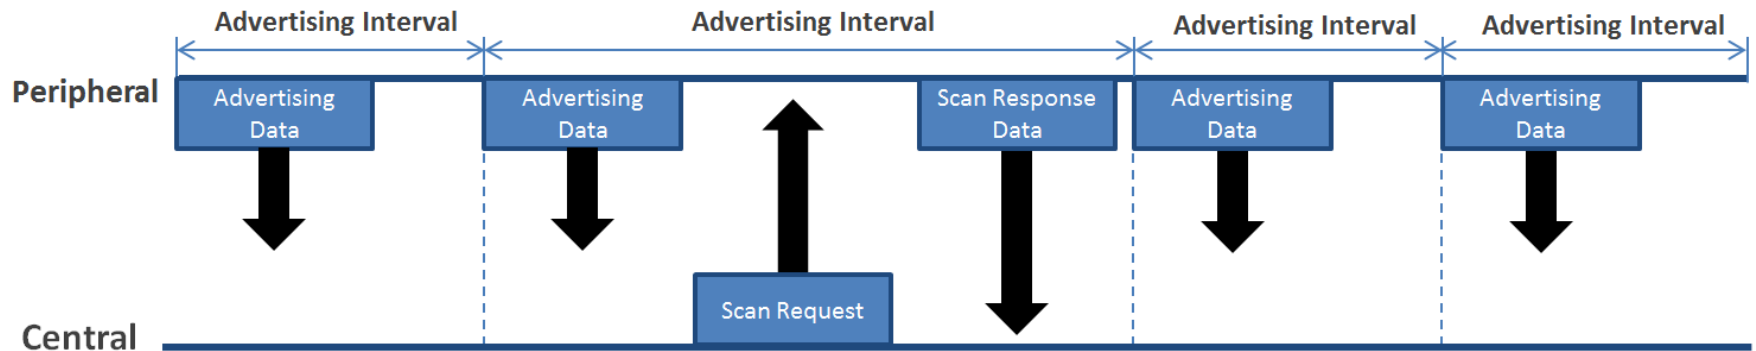 Advertising Interval
Advertising Interval
Advertising Interval
Advertising Interval
Peripheral
Advertising
Data
Advertising
Data
Scan Response
Data
Advertising
Data
Advertising
Data
Scan Request
Central